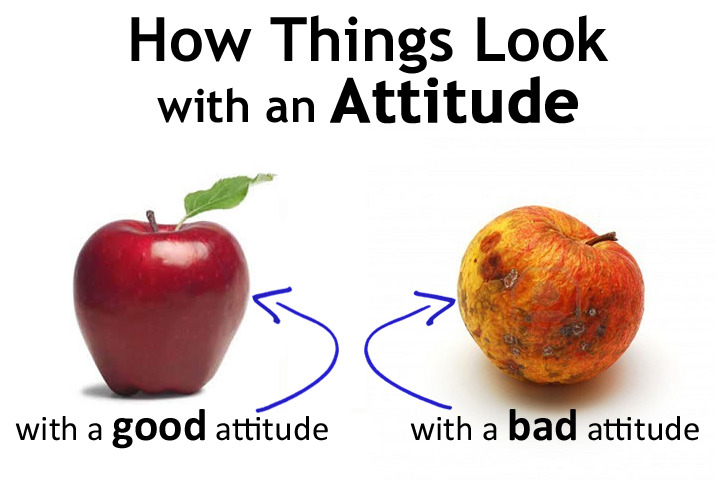 How Things Look
with an Attitude
with a good attitude
with a bad attitude